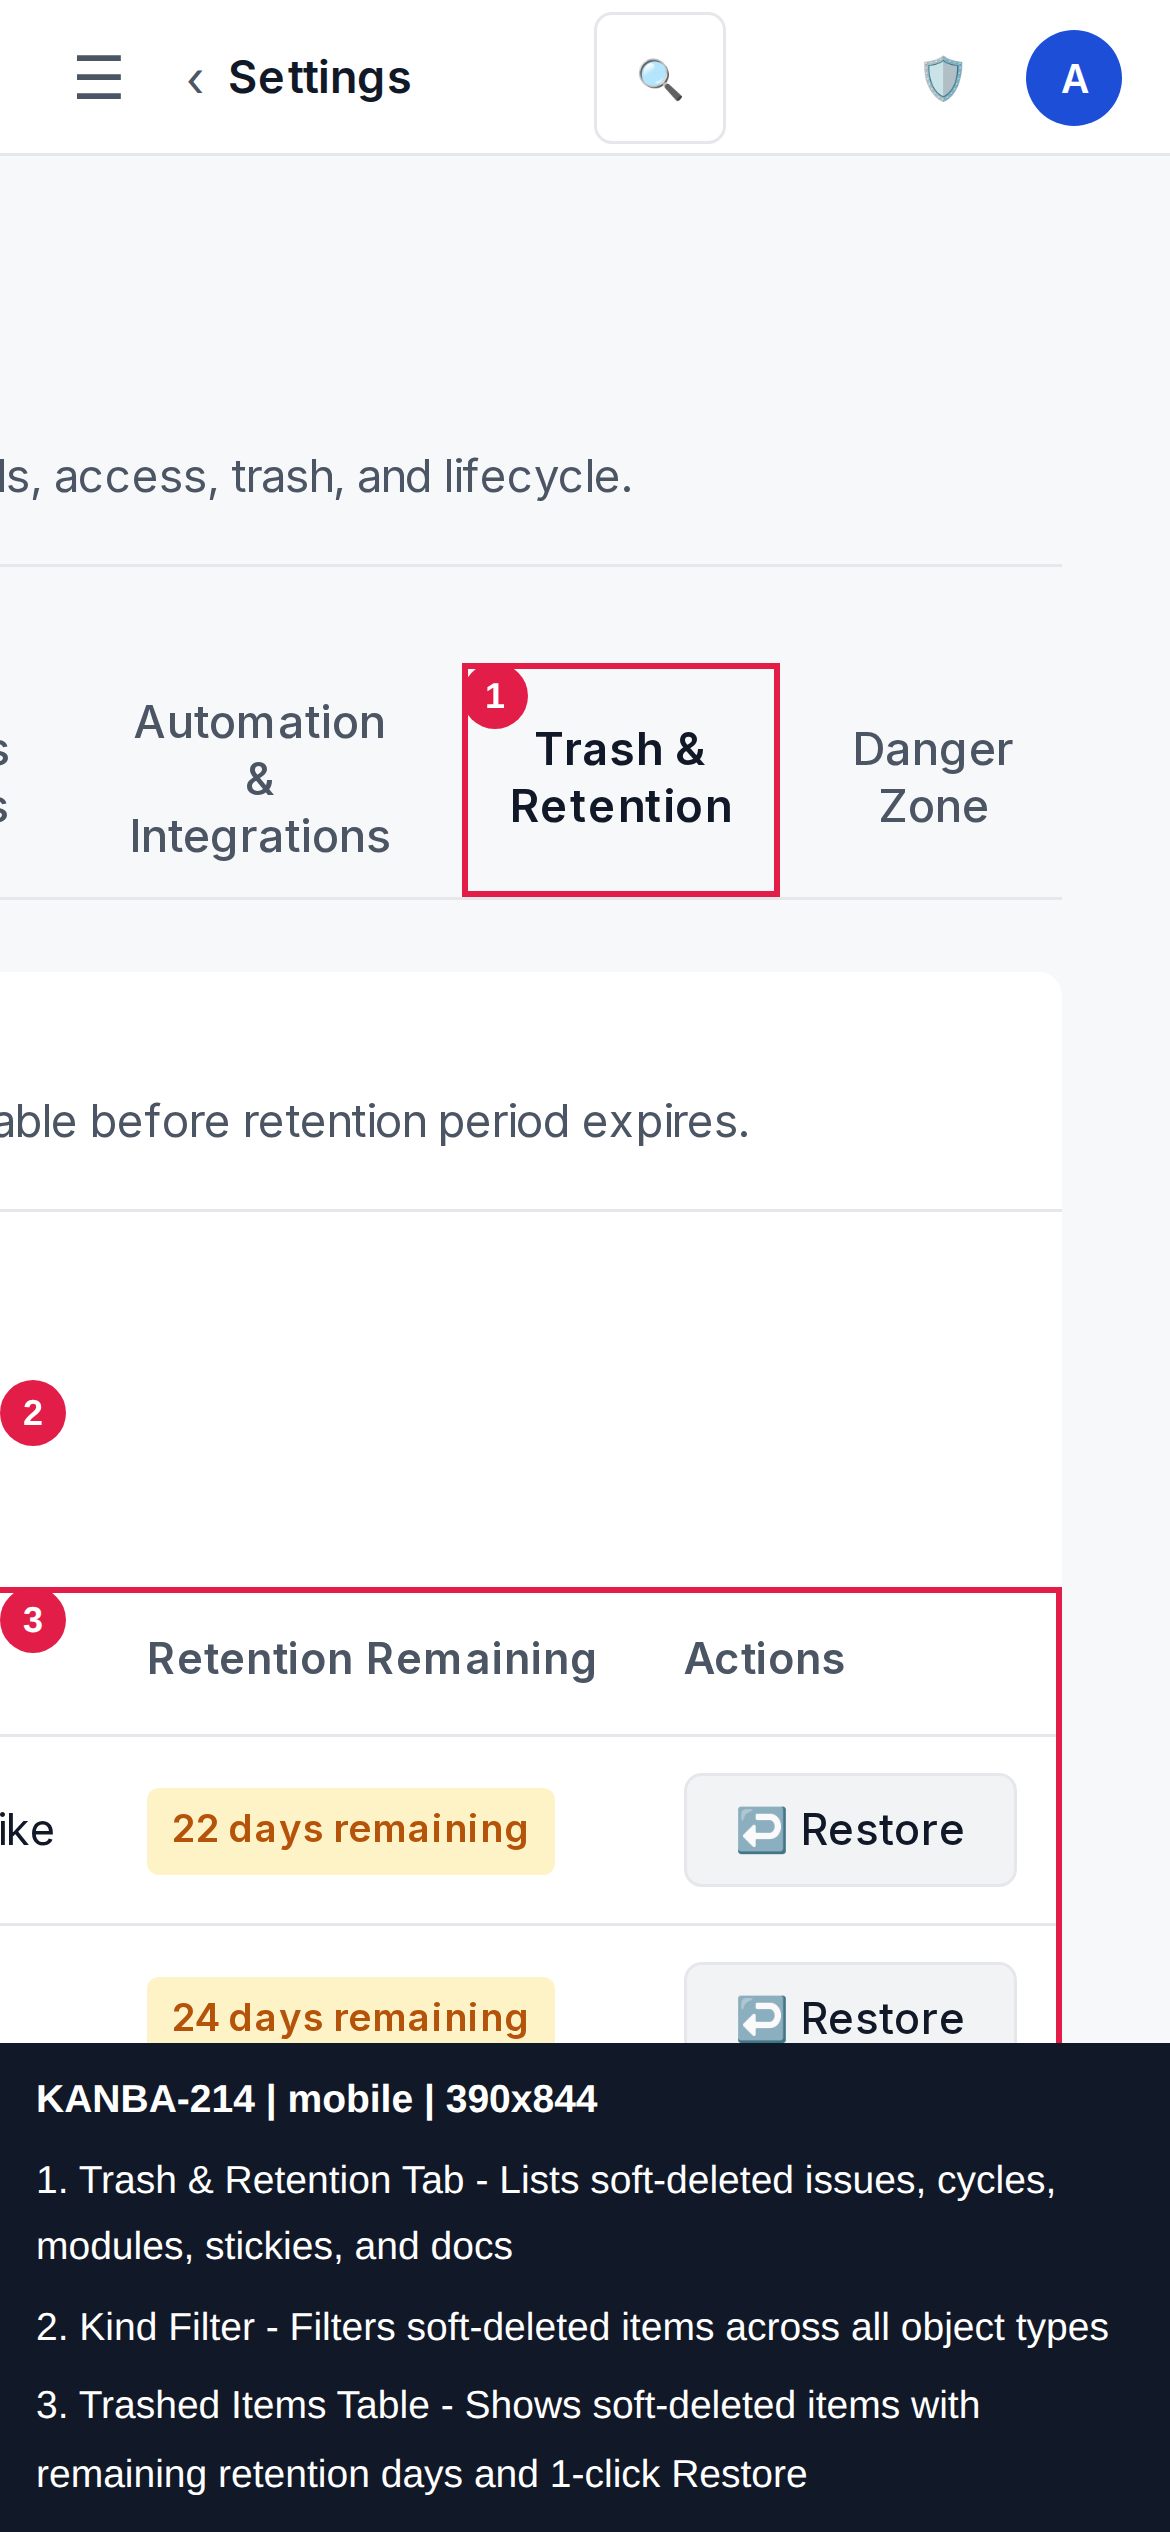 ‹ Settings
A
ls, access, trash, and lifecycle.
Automation
&
Integrations
1
Trash &
Retention
Danger
Zone
s
s
able before retention period expires.
2
3
Retention Remaining Actions
ike 22 days remaining Restore
24 days remaining Restore
KANBA-214 | mobile | 390x844
1. Trash & Retention Tab - Lists soft-deleted issues, cycles,
modules, stickies, and docs
2. Kind Filter - Filters soft-deleted items across all object types
3. Trashed Items Table - Shows soft-deleted items with
remaining retention days and 1-click Restore